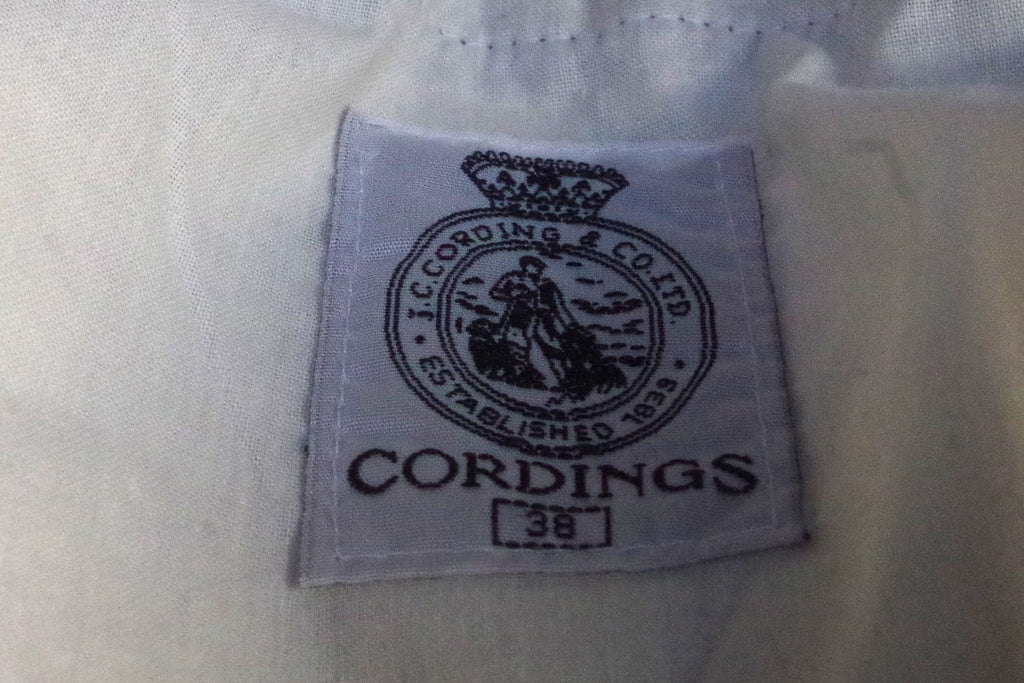 J.C.CORDING & CO.LTD.
• ESTABLISHED 1839 •
CORDINGS
38